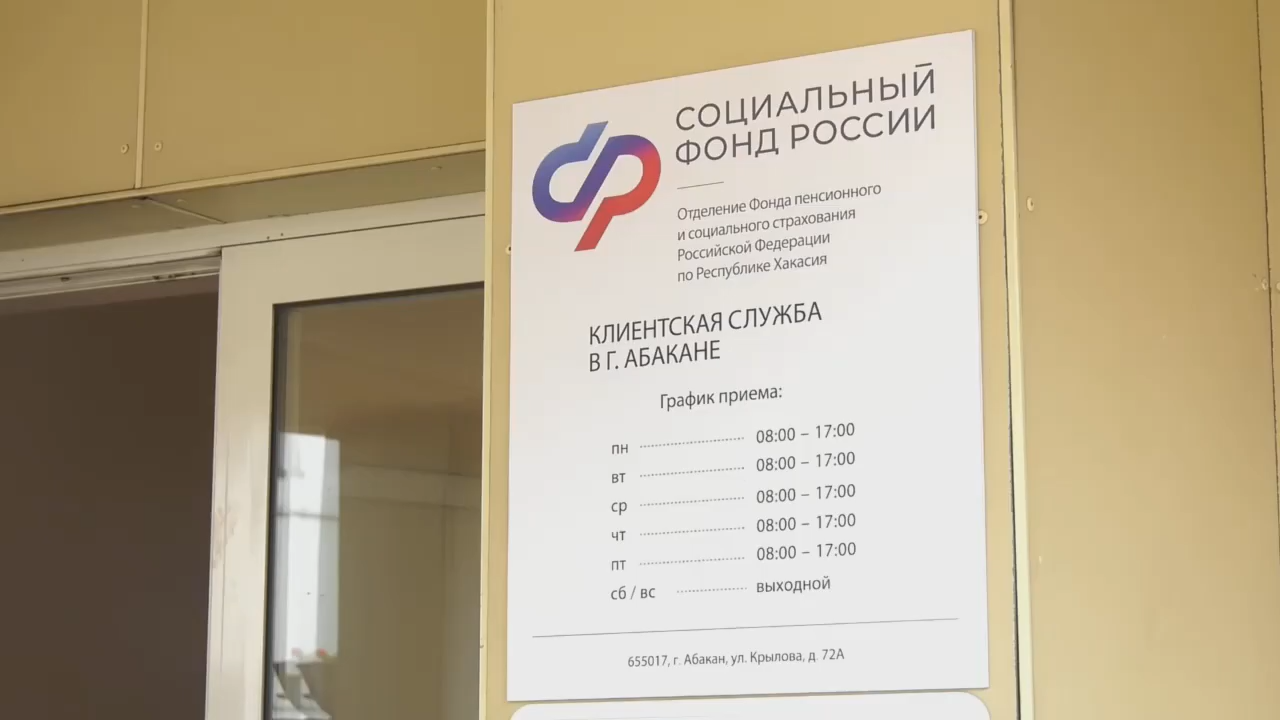 СОЦИАЛЬНЫЙ
ФОНД РОССИИ
Отделение Фонда пенсионного
и социального страхования
Российской Федерации
по Республике Хакасия
КЛИЕНТСКАЯ СЛУЖБА
В Г. АБАКАНЕ
График приема:
пн 08:00 – 17:00
вт 08:00 – 17:00
ср 08:00 – 17:00
чт 08:00 – 17:00
пт 08:00 – 17:00
сб / вс выходной
655017, г. Абакан, ул. Крылова, д. 72А